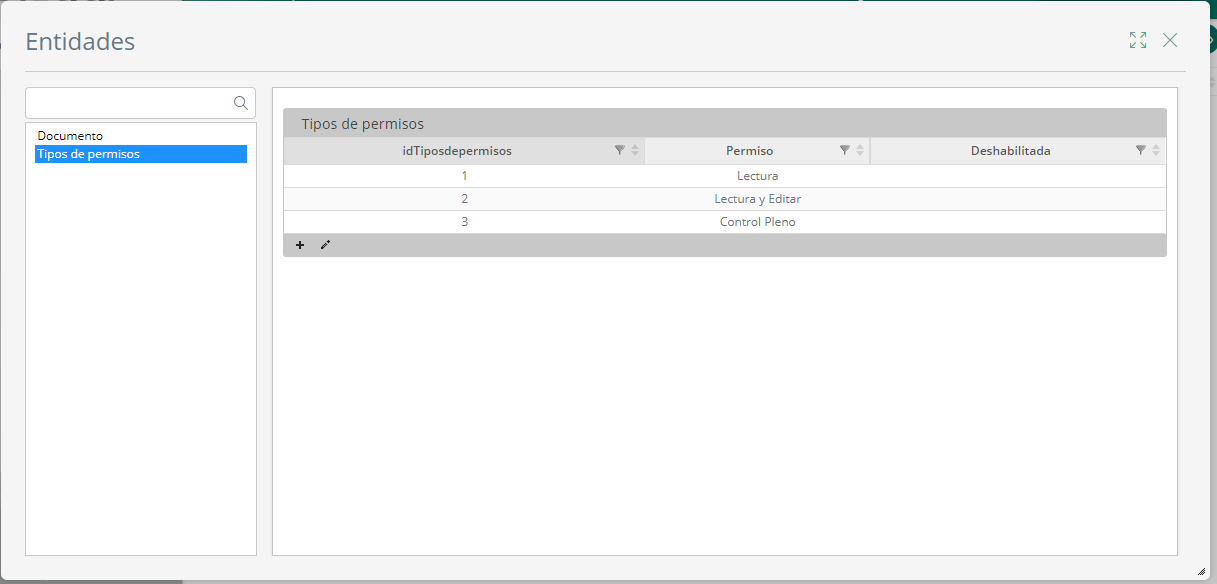 Entidades
Documento
Tipos de permisos
Tipos de permisos
idTiposdepermisos Permiso Deshabilitada
1 Lectura
2 Lectura y Editar
3 Control Pleno